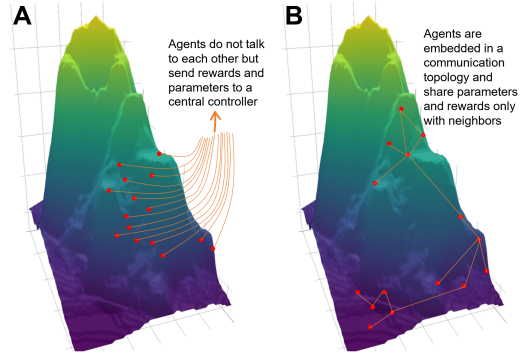 A
Agents do not talk
to each other but
send rewards and
parameters to a
central controller
B
Agents are
embedded in a
communication
topology and
share parameters
and rewards only
with neighbors